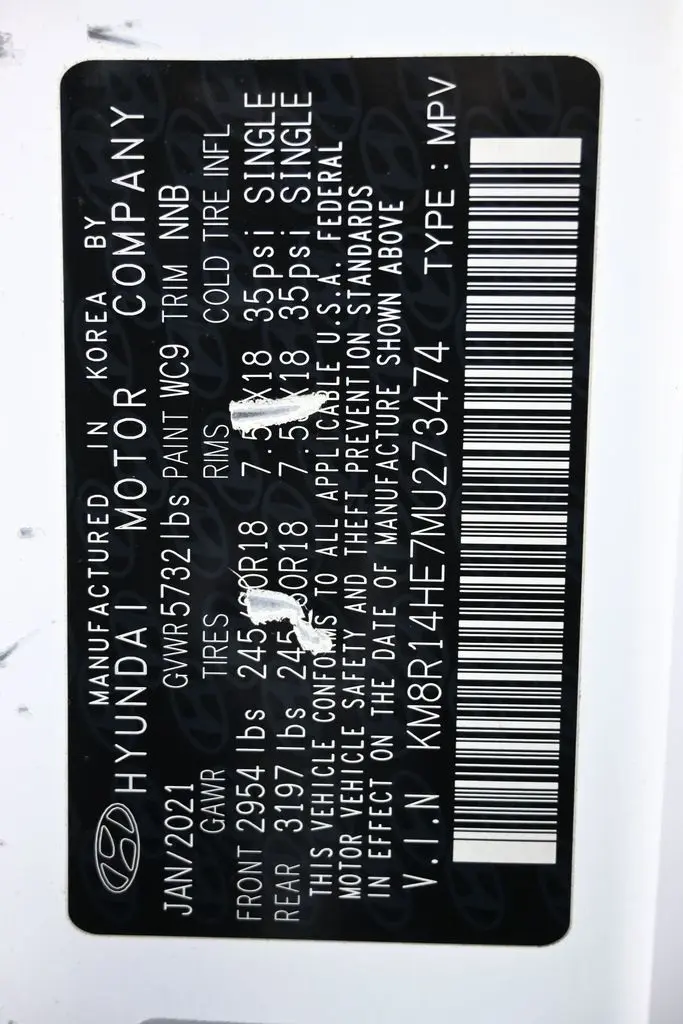 MANUFACTURED IN KOREA BY
HYUNDAI MOTOR COMPANY
JAN/2021 GVWR 5732 lbs PAINT WC9 TRIM NNB
GAWR TIRES RIMS COLD TIRE INFL
FRONT 2954 lbs 245 0R18 7.5 X18 35psi SINGLE
REAR 3197 lbs 245 60R18 7.5 X18 35psi SINGLE
THIS VEHICLE CONFORMS TO ALL APPLICABLE U.S.A. FEDERAL
MOTOR VEHICLE SAFETY AND THEFT PREVENTION STANDARDS
IN EFFECT ON THE DATE OF MANUFACTURE SHOWN ABOVE
V.I.N KM8R14HE7MU273474 TYPE : MPV